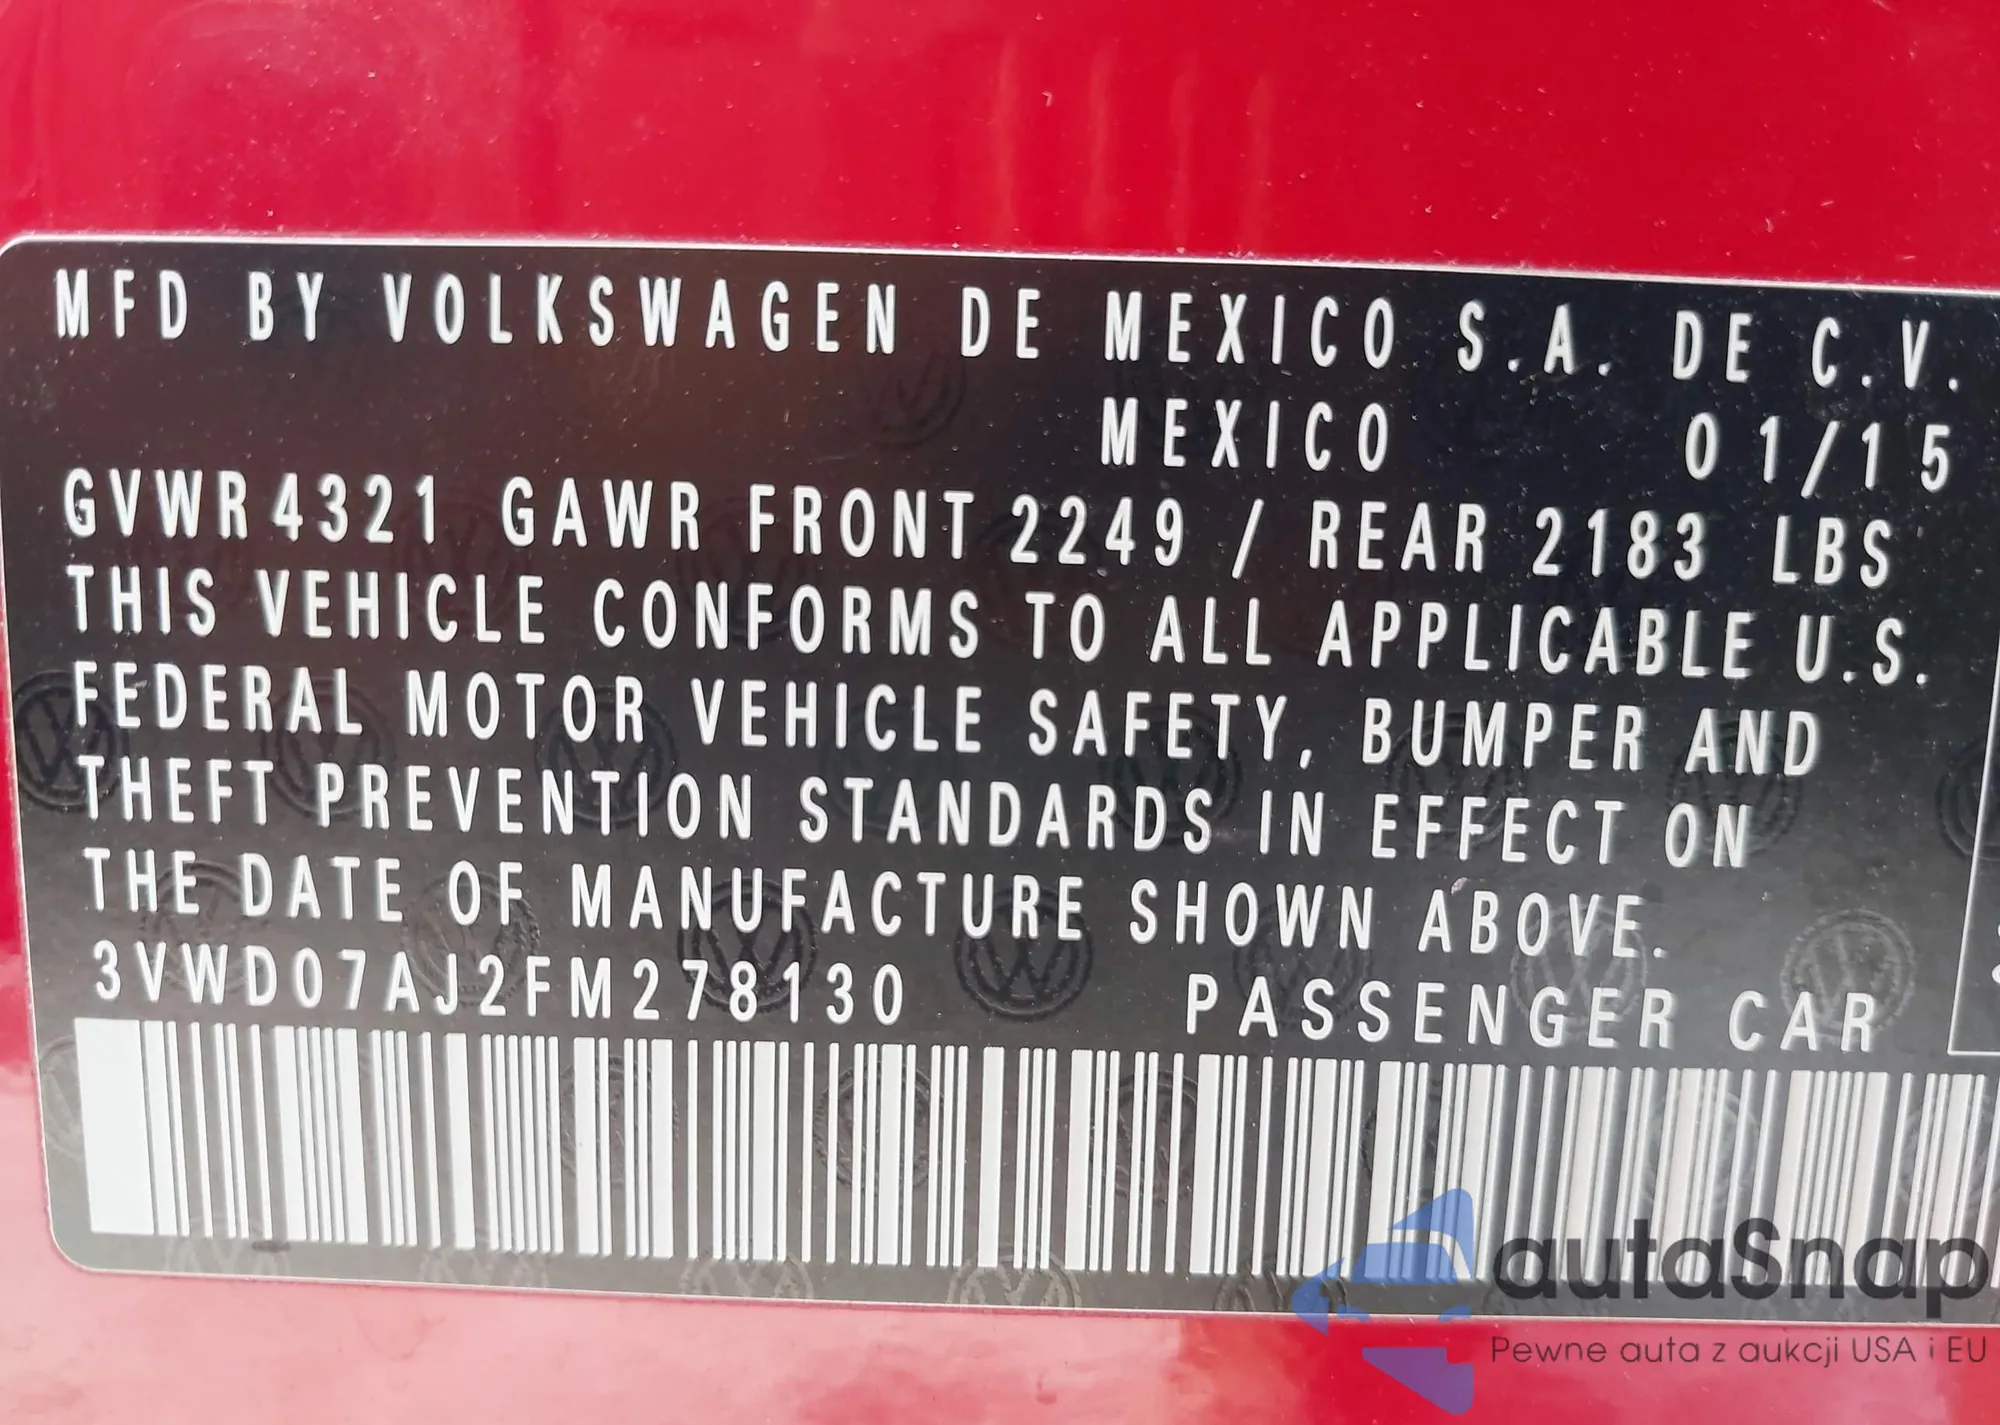 MFD BY VOLKSWAGEN DE MEXICO S.A. DE C.V.
MEXICO 01/15
GVWR 4321 GAWR FRONT 2249 / REAR 2183 LBS
THIS VEHICLE CONFORMS TO ALL APPLICABLE U.S.
FEDERAL MOTOR VEHICLE SAFETY, BUMPER AND
THEFT PREVENTION STANDARDS IN EFFECT ON
THE DATE OF MANUFACTURE SHOWN ABOVE.
3VWD07AJ2FM278130 PASSENGER CAR
autaSnap
Pewne auta z aukcji USA i EU